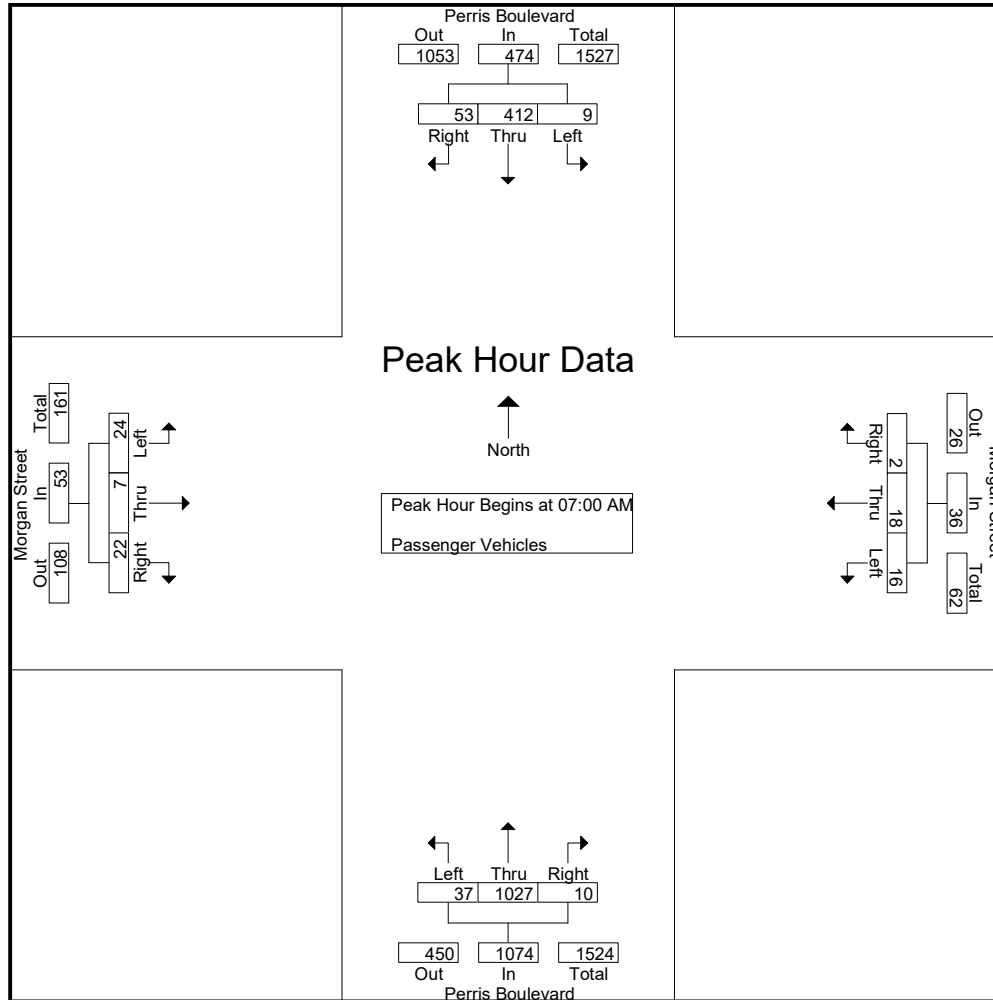 Perris Boulevard
Out In Total
1053 474 1527
53 412 9
Right Thru Left
Peak Hour Data
North
Peak Hour Begins at 07:00 AM
Passenger Vehicles
Morgan Street
Total In Out
161 53 108
24 7 22
Left Thru Right
Right Thru Left
2 18 16
Out In Total
26 36 62
Morgan Street
Left Thru Right
37 1027 10
450 1074 1524
Out In Total
Perris Boulevard